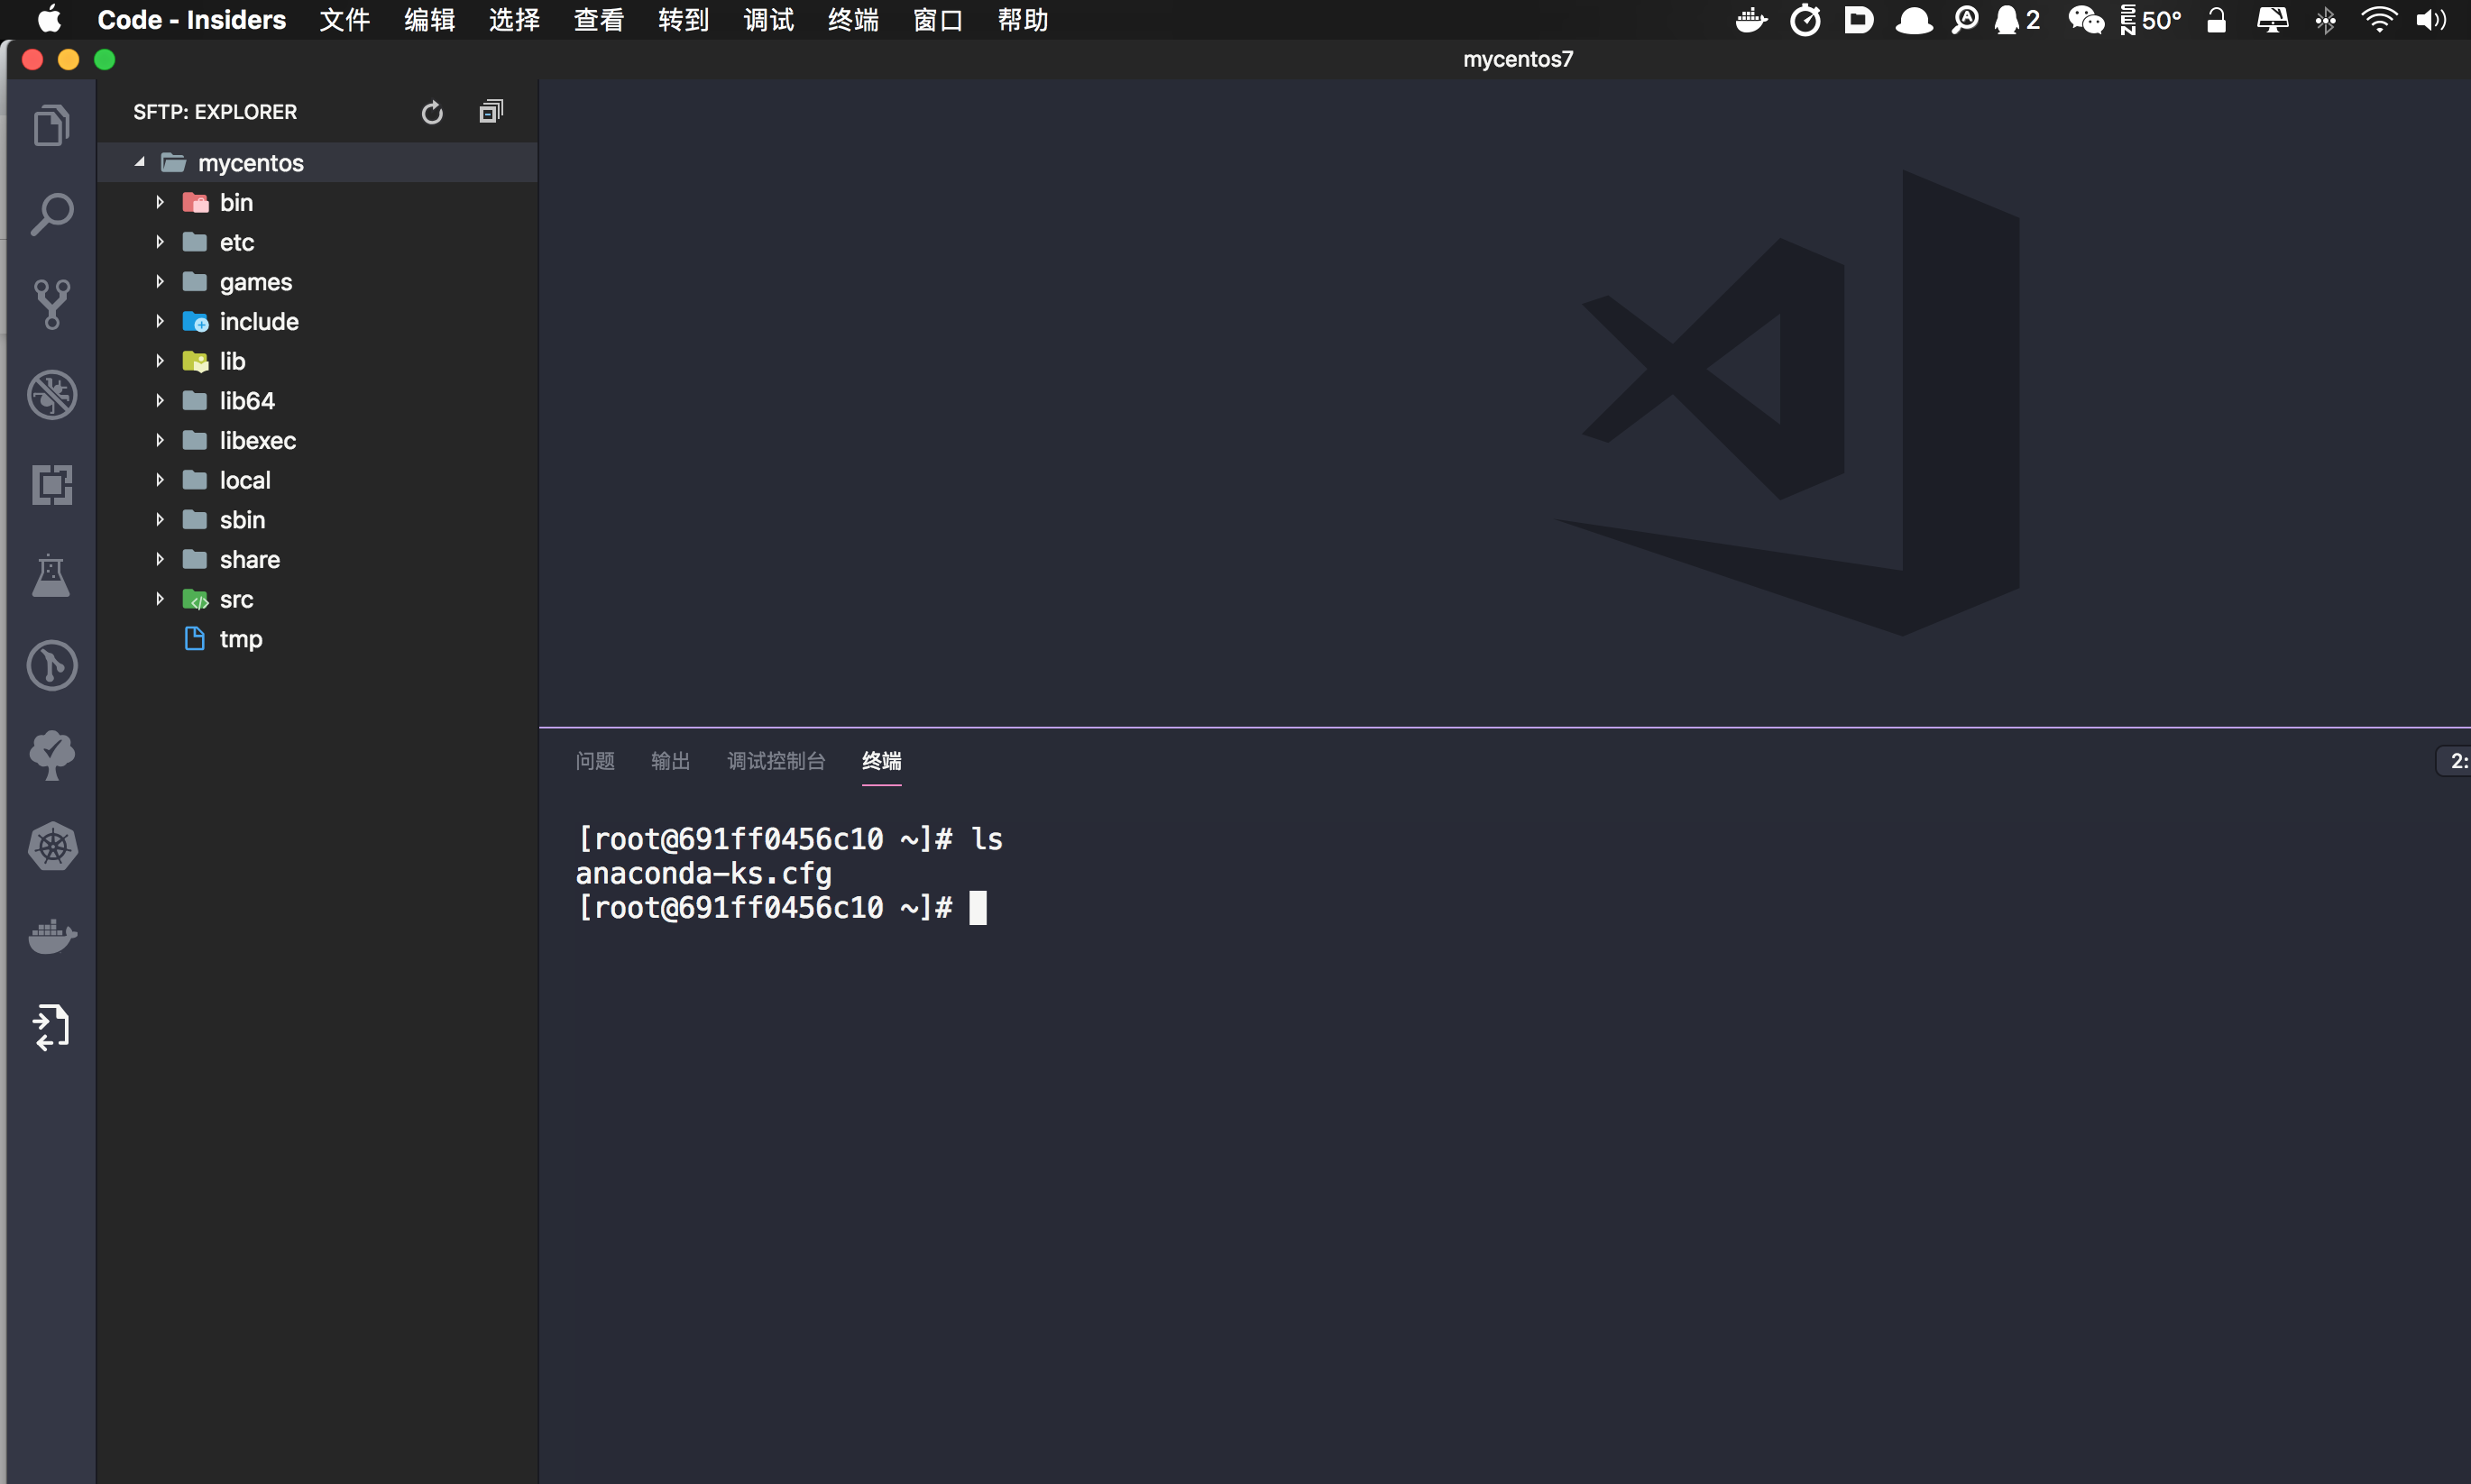 Code - Insiders 文件 编辑 选择 查看 转到 调试 终端 窗口 帮助 2 SEN 50°
mycentos7
SFTP: EXPLORER
mycentos
bin
etc
games
include
lib
lib64
libexec
local
sbin
share
src
tmp
问题 输出 调试控制台 终端 2:
[root@691ff0456c10 ~]# ls
anaconda-ks.cfg
[root@691ff0456c10 ~]#